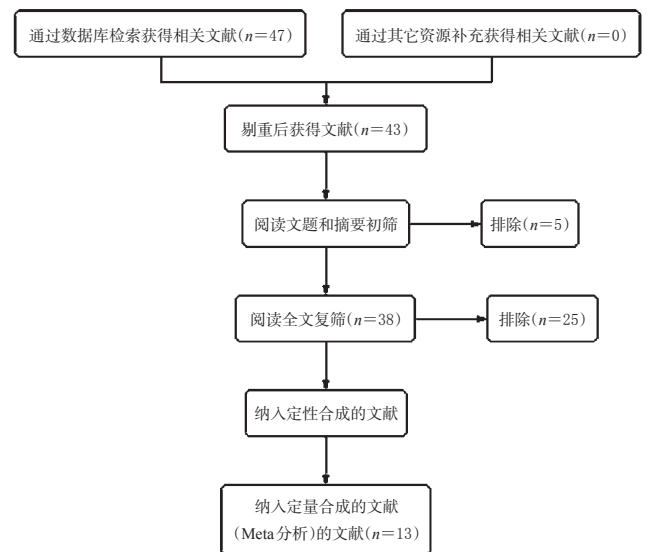 通过数据库检索获得相关文献(n=47)
通过其它资源补充获得相关文献(n=0)
剔重后获得文献(n=43)
阅读文题和摘要初筛
排除(n=5)
阅读全文复筛(n=38)
排除(n=25)
纳入定性合成的文献
纳入定量合成的文献
(Meta分析)的文献(n=13)